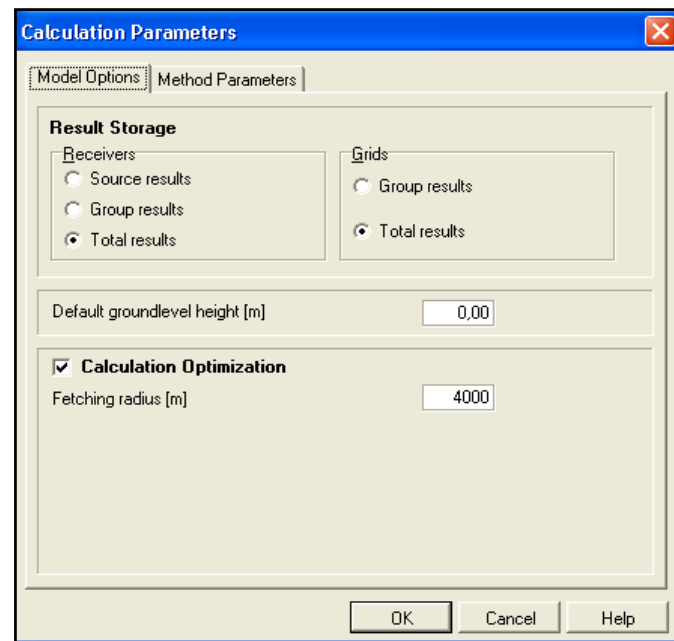 Calculation Parameters
Model Options
Method Parameters
Result Storage
Receivers
Source results
Group results
Total results
Grids
Group results
Total results
Default groundlevel height [m]
0,00
Calculation Optimization
Fetching radius [m]
4000
OK
Cancel
Help